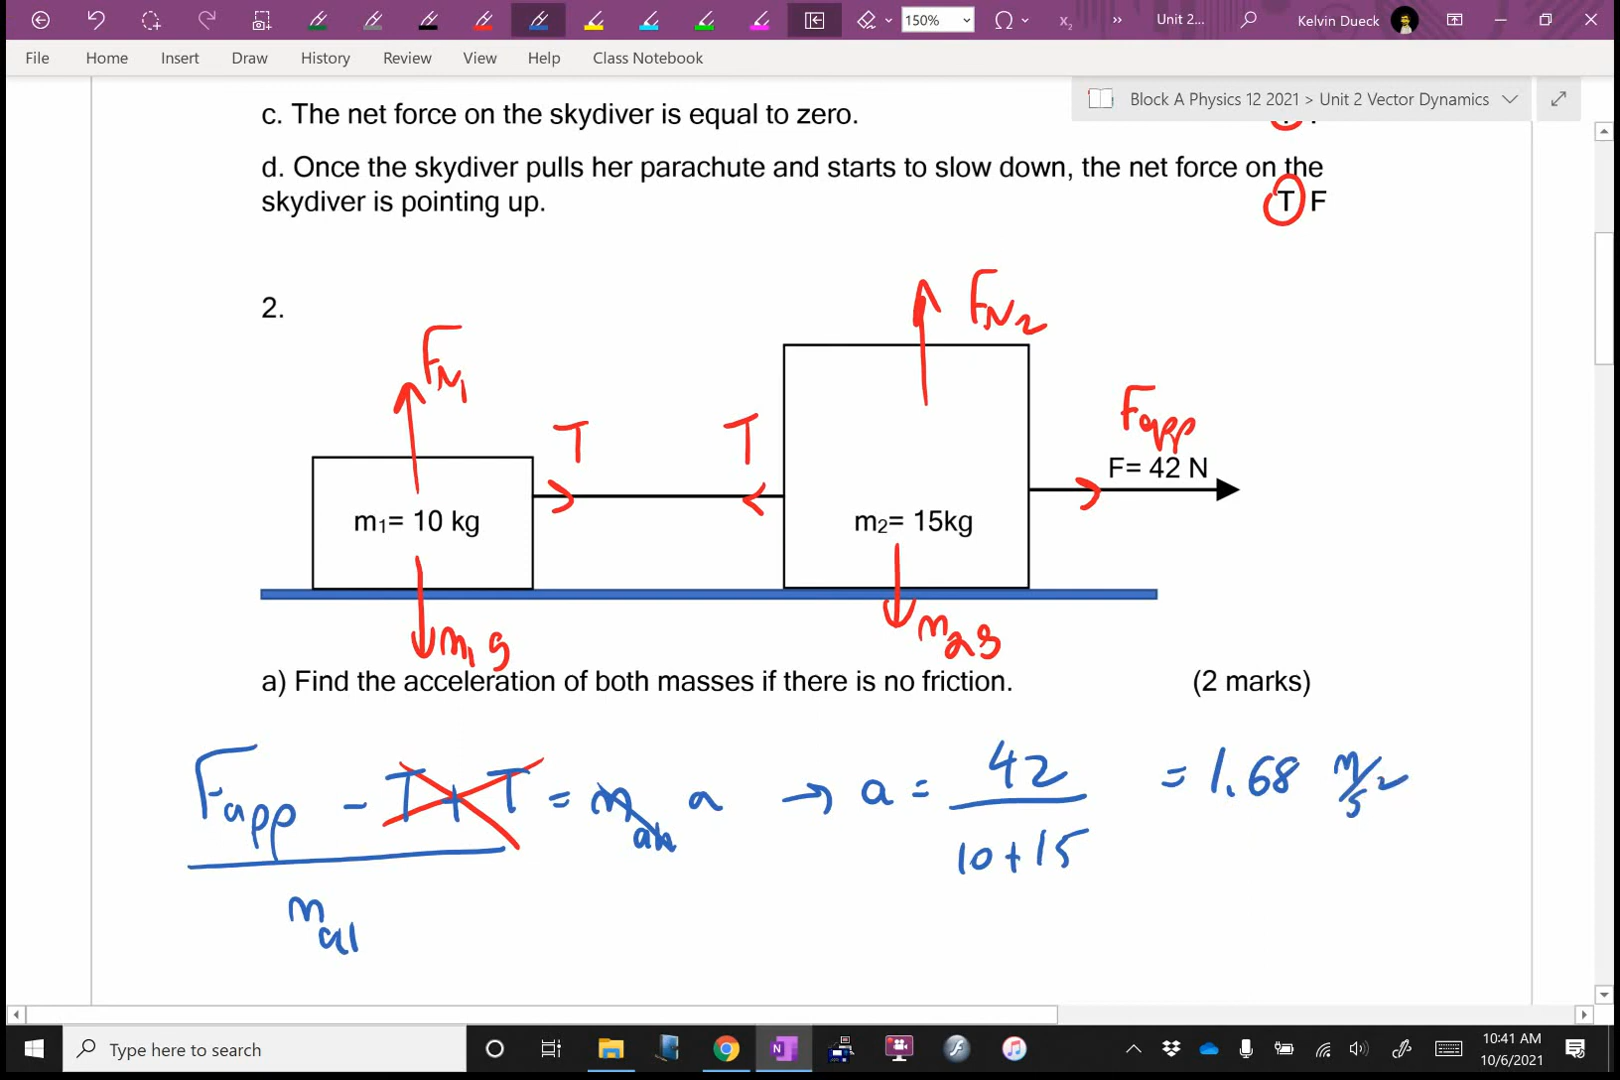 150% Unit 2... Kelvin Dueck
File Home Insert Draw History Review View Help Class Notebook
Block A Physics 12 2021 > Unit 2 Vector Dynamics
c. The net force on the skydiver is equal to zero.
d. Once the skydiver pulls her parachute and starts to slow down, the net force on the
skydiver is pointing up. T F
2.
FN2
FN1
Fapp
T T
F= 42 N
m1= 10 kg m2= 15kg
m1g m2g
a) Find the acceleration of both masses if there is no friction. (2 marks)
Fapp - T + T = mall a → a = 42 / 10+15 = 1.68 m/s2
mall
Type here to search
10:41 AM
10/6/2021